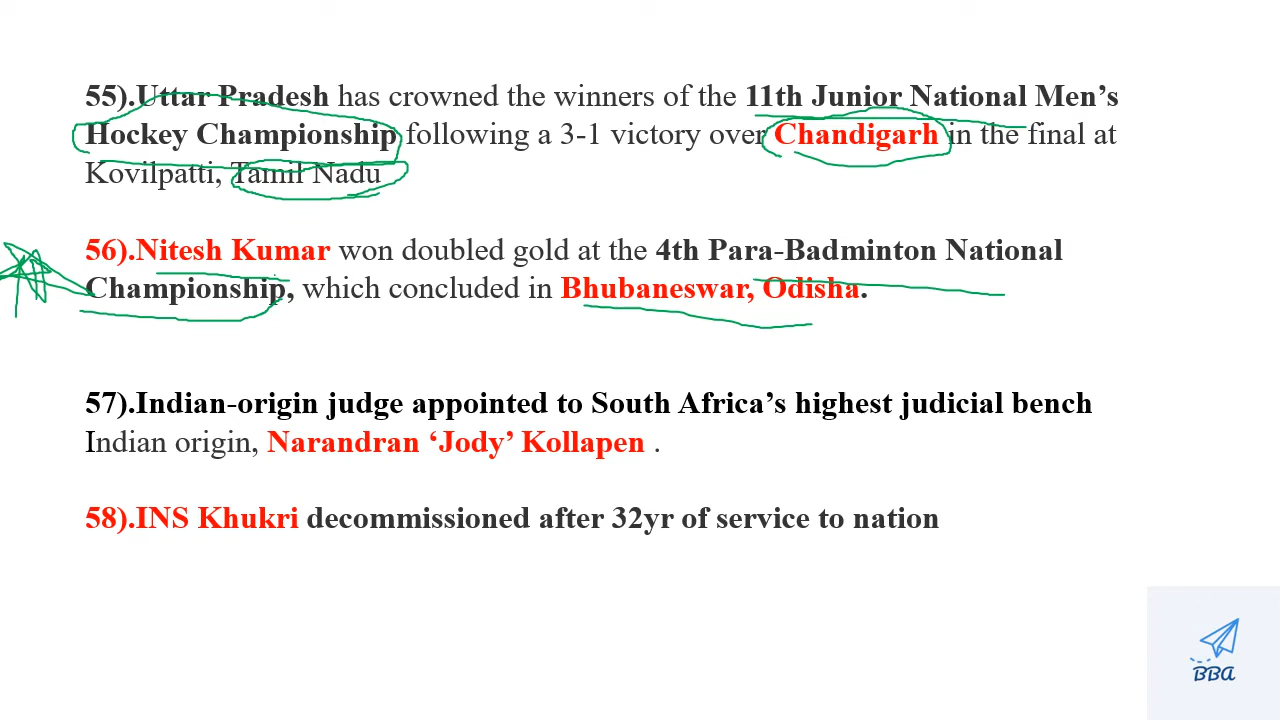 55).Uttar Pradesh has crowned the winners of the 11th Junior National Men’s
Hockey Championship following a 3-1 victory over Chandigarh in the final at
Kovilpatti, Tamil Nadu
56).Nitesh Kumar won doubled gold at the 4th Para-Badminton National
Championship, which concluded in Bhubaneswar, Odisha.
57).Indian-origin judge appointed to South Africa’s highest judicial bench
Indian origin, Narandran ‘Jody’ Kollapen .
58).INS Khukri decommissioned after 32yr of service to nation
BBA